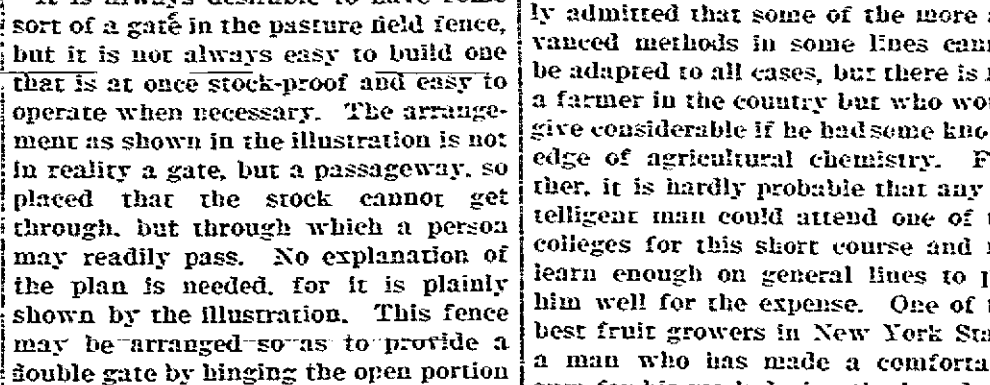 It is always desirable to have some
sort of a gate in the pasture field fence,
but it is not always easy to build one
that is at once stock-proof and easy to
operate when necessary. The arrange-
ment as shown in the illustration is not
in reality a gate, but a passageway, so
placed that the stock cannot get
through, but through which a person
may readily pass. No explanation of
the plan is needed, for it is plainly
shown by the illustration. This fence
may be arranged so as to provide a
double gate by hinging the open portion
ly admitted that some of the more a
vanced methods in some lines cann
be adapted to all cases, but there is n
a farmer in the country but who wou
give considerable if he had some kno
edge of agricultural chemistry. F
ther, it is hardly probable that any
telligent man could attend one of t
colleges for this short course and n
learn enough on general lines to p
him well for the expense. One of t
best fruit growers in New York Sta
a man who has made a comforta